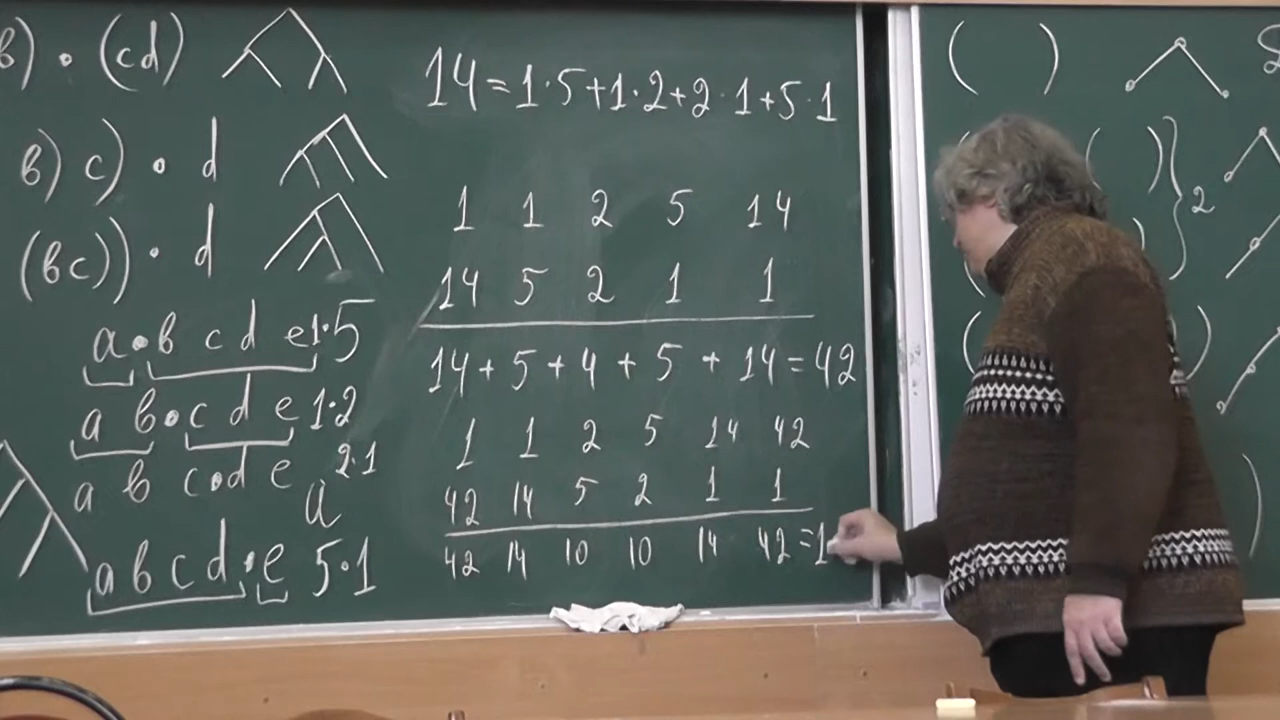 в) · (cd)
в) c) · d
(вc)) · d
a·в c d e 1·5
a в·c d e 1·2
a в c·d e 2·1
a
a в c d·e 5·1
14=1·5+1·2+2·1+5·1
1 1 2 5 14
14 5 2 1 1
14+5+4+5+14=42
1 1 2 5 14 42
42 14 5 2 1 1
42 14 10 10 14 42=1
( )
( ) } 2
( )
)